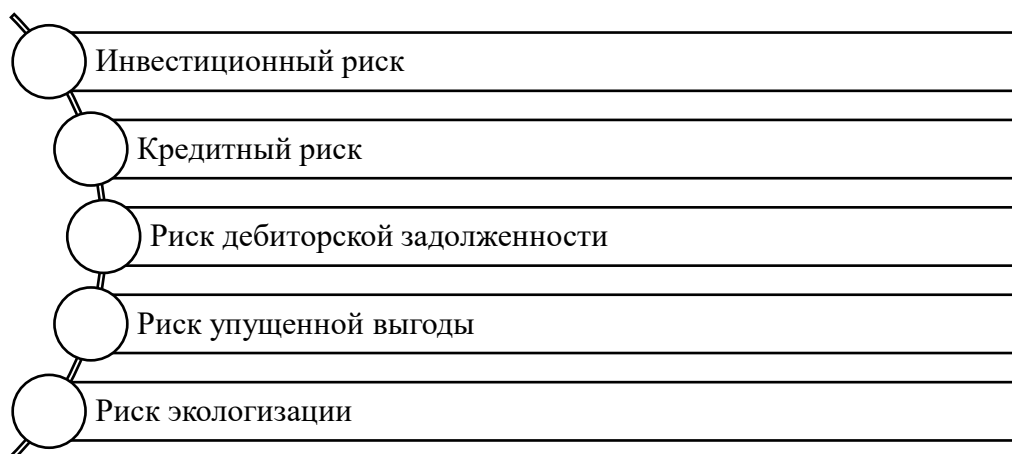 Инвестиционный риск
Кредитный риск
Риск дебиторской задолженности
Риск упущенной выгоды
Риск экологизации